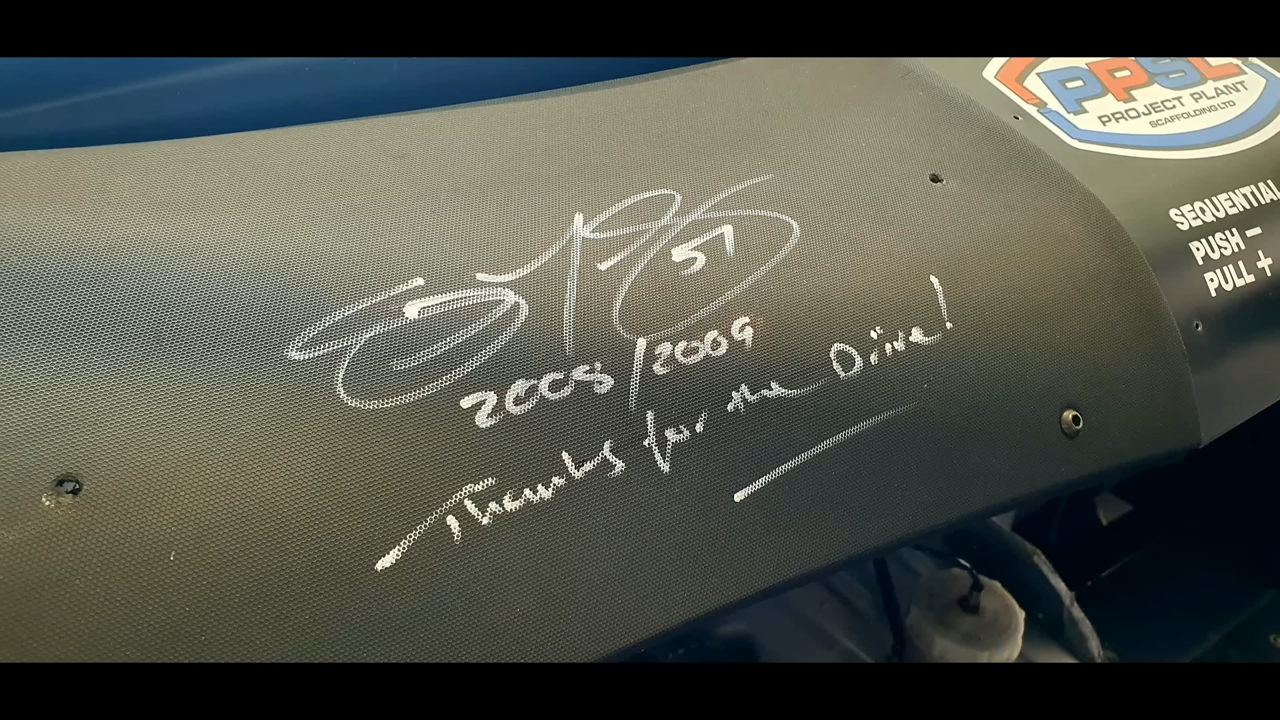 PPSL
PROJECT PLANT
SCAFFOLDING LTD
SEQUENTIAL
PUSH -
PULL +
57
2008/2009
Thanks for the Drive!